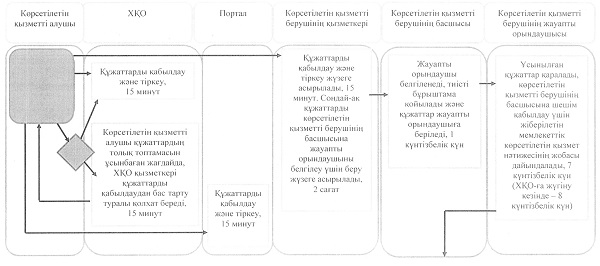 Көрсетілетін
қызметті алушы
ХҚО
Портал
Көрсетілетін қызметті
берушінің қызметкері
Көрсетілетін қызметті
берушінің басшысы
Көрсетілетін қызметті
берушінің жауапты
орындаушысы
Құжаттарды қабылдау
және тіркеу,
15 минут
Көрсетілетін қызметті
алушы құжаттардың
толық топтамасын
ұсынбаған жағдайда,
ХҚО қызметкері
құжаттарды
қабылдаудан бас тарту
туралы қолхат береді,
15 минут
Құжаттарды
қабылдау
және тіркеу,
15 минут
Құжаттарды
қабылдау және
тіркеу жүзеге
асырылады, 15
минут. Сондай-ақ
құжаттарды
көрсетілетін
қызметті берушінің
басшысына
жауапты
орындаушыны
белгілеу үшін беру
жүзеге асырылады,
2 сағат
Жауапты
орындаушы
белгіленеді, тиісті
бұрыштама
қойылады және
құжаттар жауапты
орындаушыға
беріледі, 1
күнтізбелік күн
Ұсынылған
құжаттар қаралады,
көрсетілетін
қызметті берушінің
басшысына шешім
қабылдау үшін
жіберілетін
мемлекеттік
көрсетілетін қызмет
нәтижесінің жобасы
дайындалады, 7
күнтізбелік күн
(ХҚО-ға жүгіну
кезінде – 8
күнтізбелік күн)